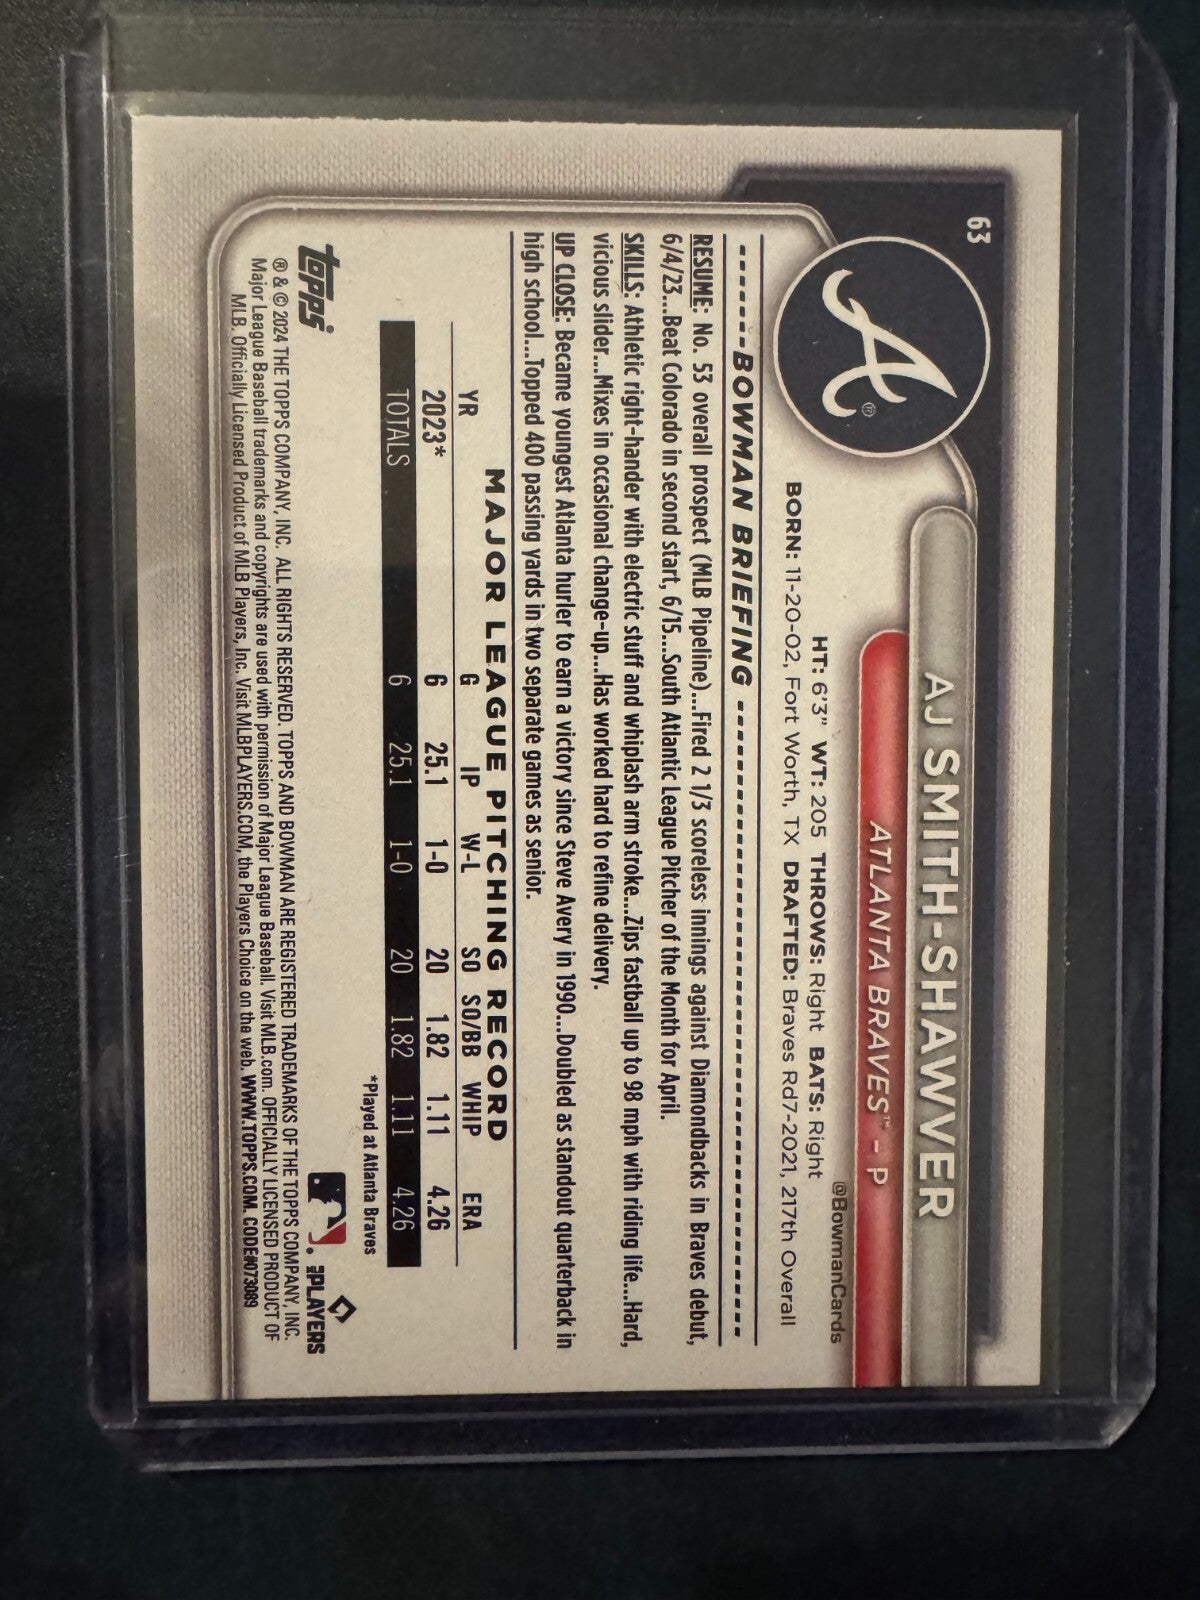 63
A®
AJ SMITH-SHAWVER
ATLANTA BRAVES™ - P
@BowmanCards
HT: 6'3" WT: 205 THROWS: Right BATS: Right
BORN: 11-20-02, Fort Worth, TX DRAFTED: Braves Rd7-2021, 217th Overall
BOWMAN BRIEFING
RESUME: No. 53 overall prospect (MLB Pipeline)...Fired 2 1/3 scoreless innings against Diamondbacks in Braves debut,
6/4/23...Beat Colorado in second start, 6/15...South Atlantic League Pitcher of the Month for April.
SKILLS: Athletic right-hander with electric stuff and whiplash arm stroke...Zips fastball up to 98 mph with riding life...Hard,
vicious slider...Mixes in occasional change-up...Has worked hard to refine delivery.
UP CLOSE: Became youngest Atlanta hurler to earn a victory since Steve Avery in 1990...Doubled as standout quarterback in
high school...Topped 400 passing yards in two separate games as senior.
MAJOR LEAGUE PITCHING RECORD
YR G IP W-L SO SO/BB WHIP ERA
2023* 6 25.1 1-0 20 1.82 1.11 4.26
TOTALS 6 25.1 1-0 20 1.82 1.11 4.26
*Played at Atlanta Braves
topps
MLB PLAYERS
® & © 2024 THE TOPPS COMPANY, INC. ALL RIGHTS RESERVED. TOPPS AND BOWMAN ARE REGISTERED TRADEMARKS OF THE TOPPS COMPANY, INC.
Major League Baseball trademarks and copyrights are used with permission of Major League Baseball. Visit MLB.com. OFFICIALLY LICENSED PRODUCT OF
MLB. Officially Licensed Product of MLB Players, Inc. Visit MLBPLAYERS.COM, the Players Choice on the web. WWW.TOPPS.COM. CODE#073089